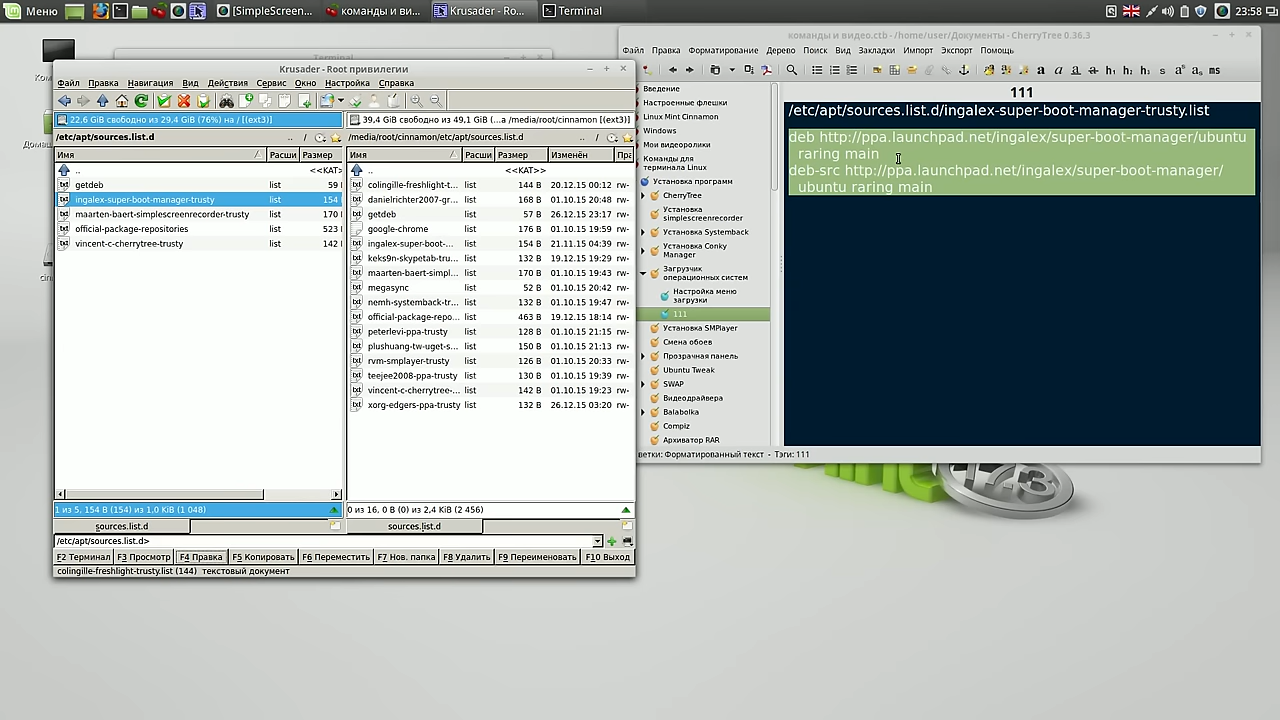 Меню
[SimpleScreen...
команды и ви...
Krusader - Ro...
Terminal
23:58
Terminal
Krusader - Root привилегии
Файл Правка Навигация Вид Действия Сервис Окно Настройка Справка
22,6 GiB свободно из 29,4 GiB (76%) на / [(ext3)]
39,4 GiB свободно из 49,1 GiB (...а /media/root/cinnamon [(ext3)]
/etc/apt/sources.list.d .. /
/media/root/cinnamon/etc/apt/sources.list.d .. /
Имя Расши Размер
.. <<КАТ>
getdeb list 59
ingalex-super-boot-manager-trusty list 154
maarten-baert-simplescreenrecorder-trusty list 170
official-package-repositories list 523
vincent-c-cherrytree-trusty list 142
Имя Расши Размер Изменён Пра
.. <<КАТ>>
colingille-freshlight-t... list 144 B 20.12.15 00:12 rw-
danielrichter2007-gr... list 168 B 01.10.15 20:48 rw-
getdeb list 57 B 26.12.15 23:17 rw-
google-chrome list 176 B 01.10.15 19:59 rw-
ingalex-super-boot-... list 154 B 21.11.15 04:39 rw-
keks9n-skypetab-tru... list 132 B 19.12.15 19:29 rw-
maarten-baert-simpl... list 170 B 01.10.15 19:43 rw-
megasync list 52 B 01.10.15 20:42 rw-
nemh-systemback-tr... list 132 B 01.10.15 19:47 rw-
official-package-repo... list 463 B 19.12.15 18:14 rw-
peterlevi-ppa-trusty list 128 B 01.10.15 21:15 rw-
plushuang-tw-uget-s... list 150 B 01.10.15 21:13 rw-
rvm-smplayer-trusty list 126 B 01.10.15 20:33 rw-
teejee2008-ppa-trusty list 130 B 01.10.15 19:39 rw-
vincent-c-cherrytree-... list 142 B 01.10.15 19:23 rw-
xorg-edgers-ppa-trusty list 132 B 26.12.15 03:20 rw-
1 из 5, 154 B (154) из 1,0 KiB (1 048)
0 из 16, 0 B (0) из 2,4 KiB (2 456)
sources.list.d
sources.list.d
/etc/apt/sources.list.d>
F2 Терминал F3 Просмотр F4 Правка F5 Копировать F6 Переместить F7 Нов. папка F8 Удалить F9 Переименовать F10 Выход
colingille-freshlight-trusty.list (144) текстовый документ
команды и видео.ctb - /home/user/Документы - CherryTree 0.36.3
Файл Правка Форматирование Дерево Поиск Вид Закладки Импорт Экспорт Помощь
Введение
Настроенные флешки
Linux Mint Cinnamon
Windows
Мои видеоролики
Команды для
терминала Linux
Установка программ
CherryTree
Установка
simplescreenrecorder
Установка Systemback
Установка Conky
Manager
Загрузчик
операционных систем
Настройка меню
загрузки
111
Установка SMPlayer
Смена обоев
Прозрачная панель
Ubuntu Tweak
SWAP
Видеодрайвера
Balabolka
Compiz
Архиватор RAR
111
/etc/apt/sources.list.d/ingalex-super-boot-manager-trusty.list
deb http://ppa.launchpad.net/ingalex/super-boot-manager/ubuntu
raring main
deb-src http://ppa.launchpad.net/ingalex/super-boot-manager/
ubuntu raring main
ветки: Форматированный текст - Тэги: 111